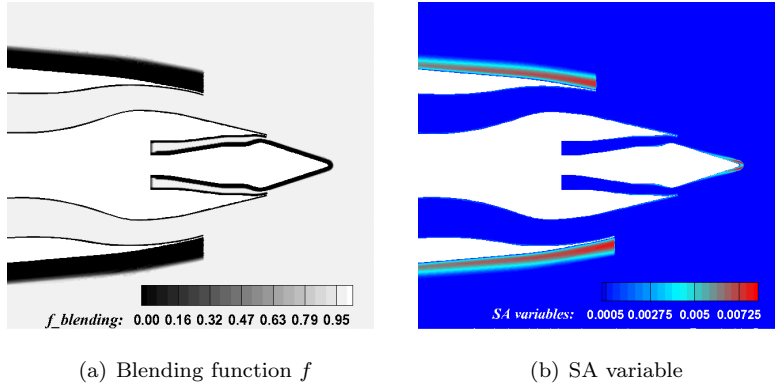 f_blending: 0.00 0.16 0.32 0.47 0.63 0.79 0.95
SA variables: 0.0005 0.00275 0.005 0.00725
(a) Blending function f
(b) SA variable